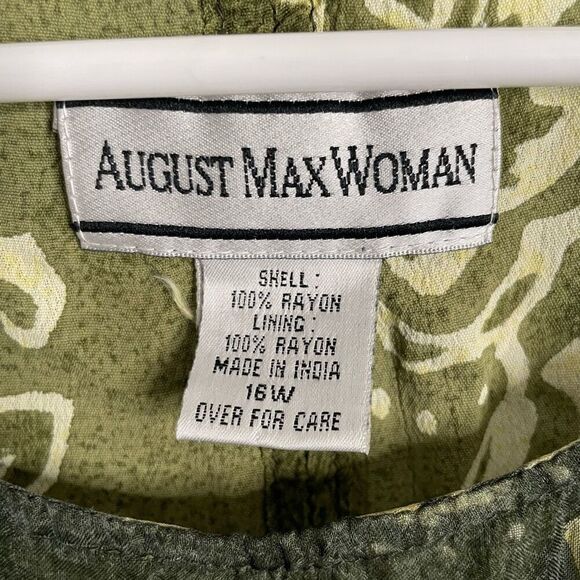 AUGUST MAX WOMAN
SHELL:
100% RAYON
LINING:
100% RAYON
MADE IN INDIA
16W
OVER FOR CARE